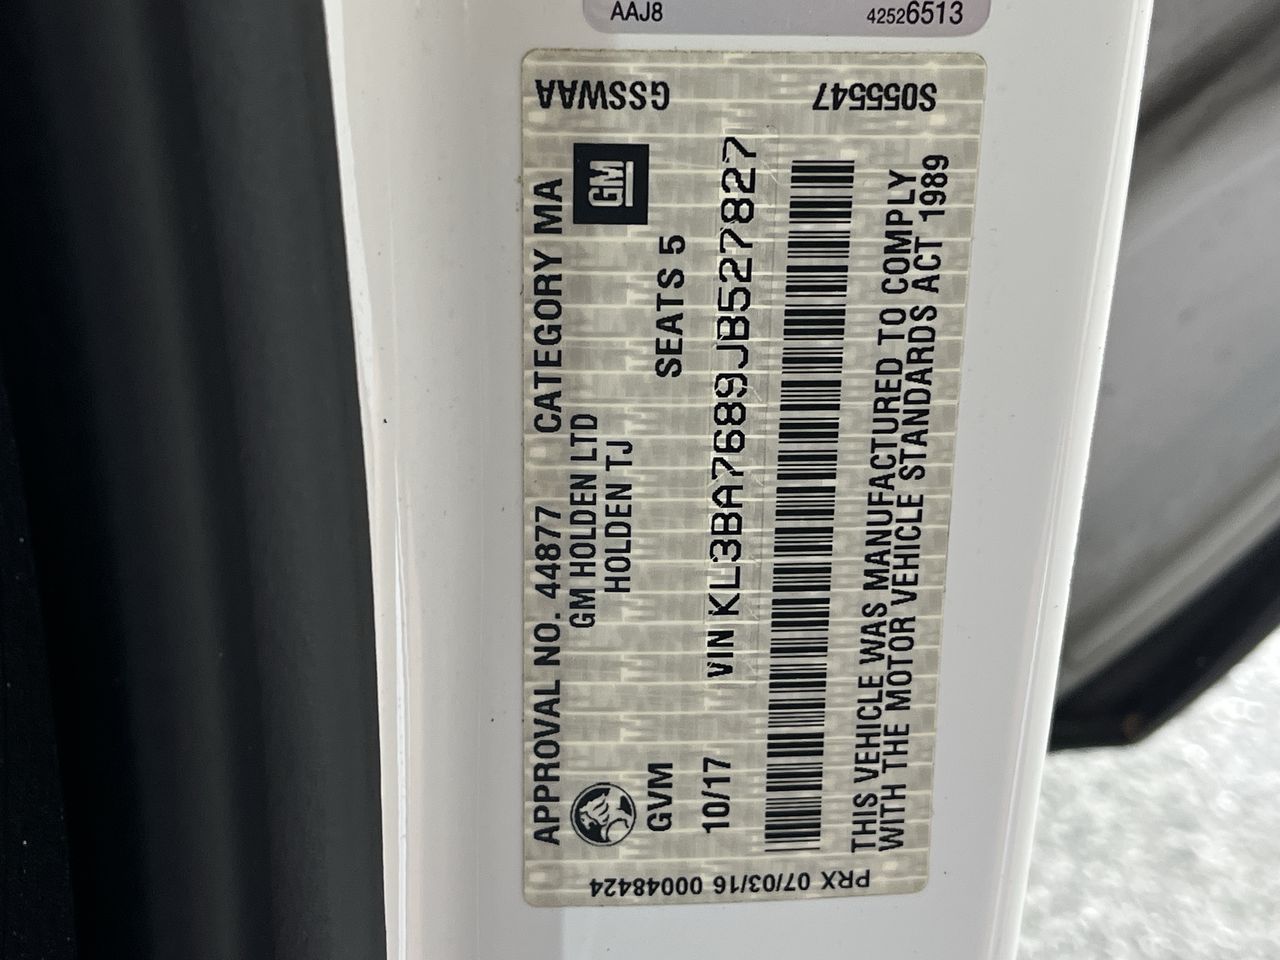 AAJ8
42526513
GSSWAA
S055547
APPROVAL NO. 44877 CATEGORY MA
GM HOLDEN LTD
HOLDEN TJ
GM
GVM
SEATS 5
10/17
VIN KL3BA7689JB527827
THIS VEHICLE WAS MANUFACTURED TO COMPLY
WITH THE MOTOR VEHICLE STANDARDS ACT 1989
PRX 07/03/16 00048424